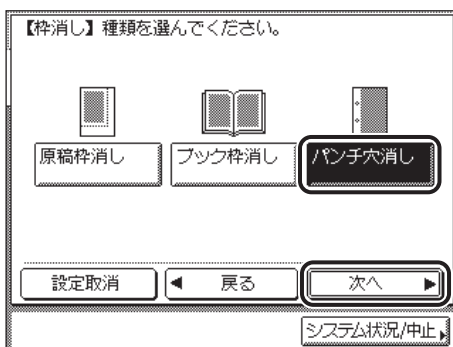 【枠消し】種類を選んでください。
原稿枠消し ブック枠消し パンチ穴消し
設定取消 ◀ 戻る 次へ ▶
システム状況/中止